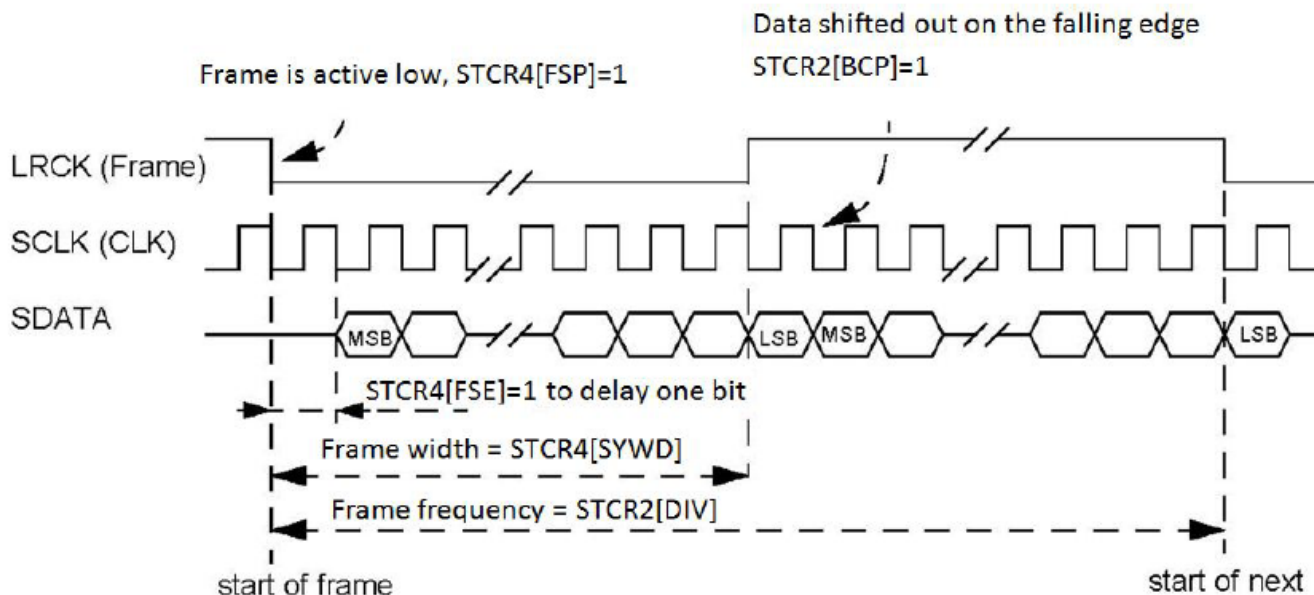 Data shifted out on the falling edge
STCR2[BCP]=1
Frame is active low, STCR4[FSP]=1
LRCK (Frame)
SCLK (CLK)
SDATA
MSB
LSB
MSB
LSB
STCR4[FSE]=1 to delay one bit
Frame width = STCR4[SYWD]
Frame frequency = STCR2[DIV]
start of frame
start of next